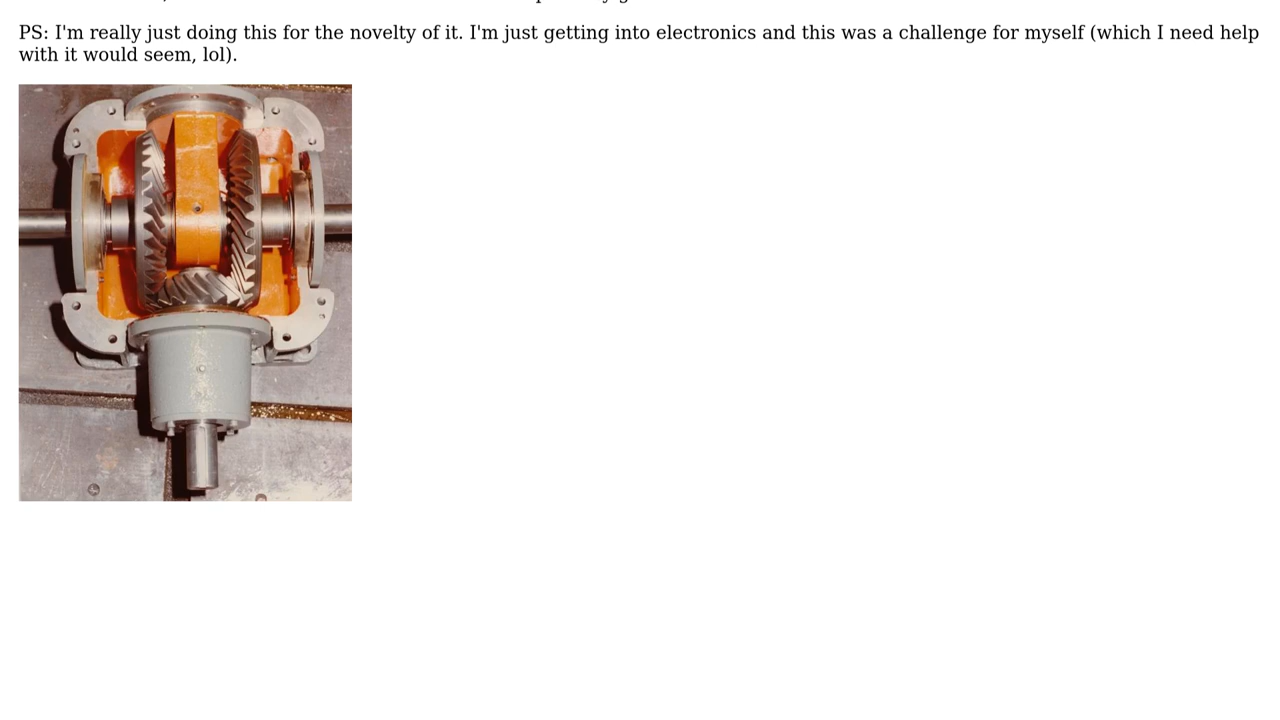 PS: I'm really just doing this for the novelty of it. I'm just getting into electronics and this was a challenge for myself (which I need help
with it would seem, lol).